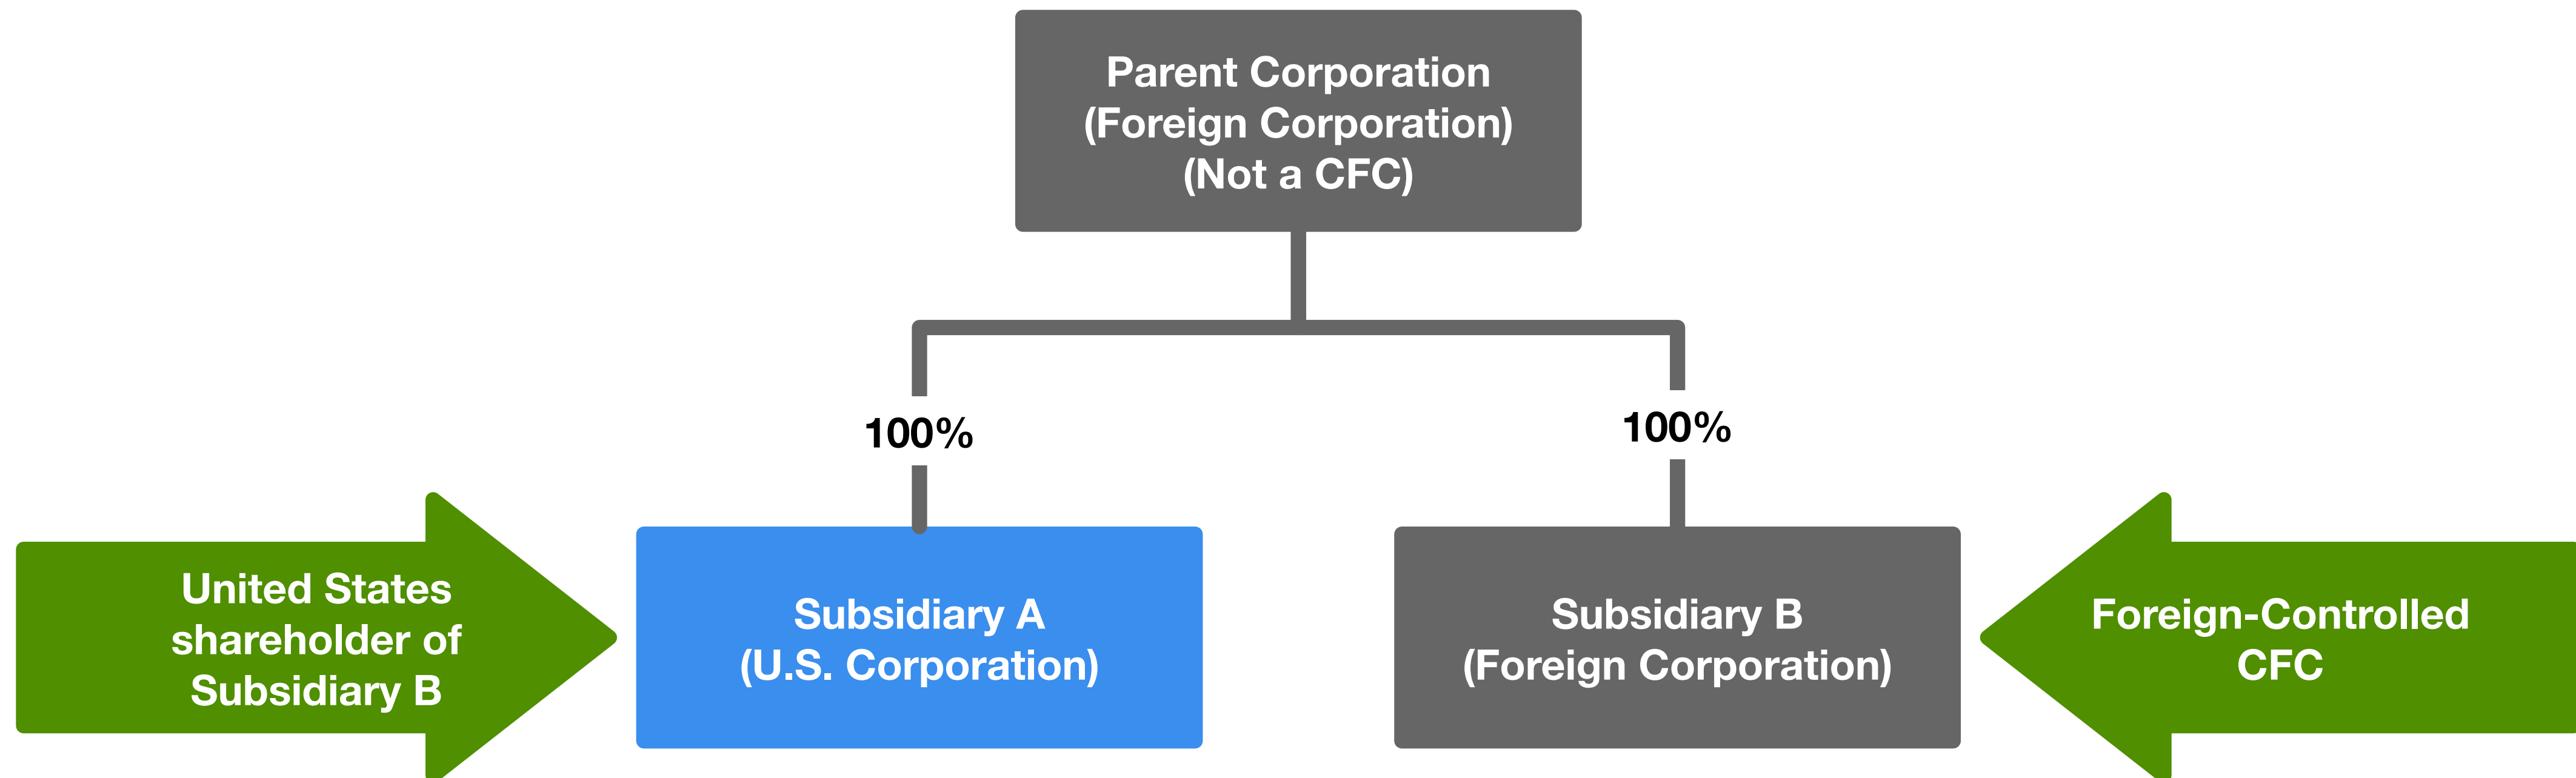 Parent Corporation
(Foreign Corporation)
(Not a CFC)
100%
100%
United States
shareholder of
Subsidiary B
Subsidiary A
(U.S. Corporation)
Subsidiary B
(Foreign Corporation)
Foreign-Controlled
CFC